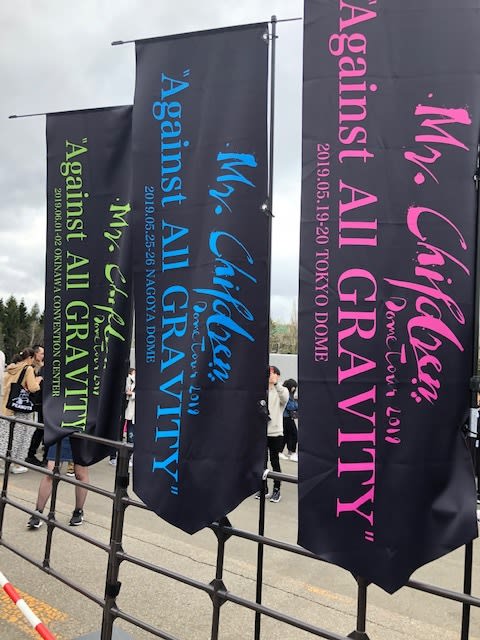 Mr.
Dome Tour 2019
"Against All GRAVITY
2019.06.01-02 OKINAWA CONVENTION CENTER
Mr. Children
Dome Tour 2019
"Against All GRAVITY"
2019.05.25-26 NAGOYA DOME
Mr. Children
Dome Tour 2019
"Against All GRAVITY"
2019.05.19-20 TOKYO DOME